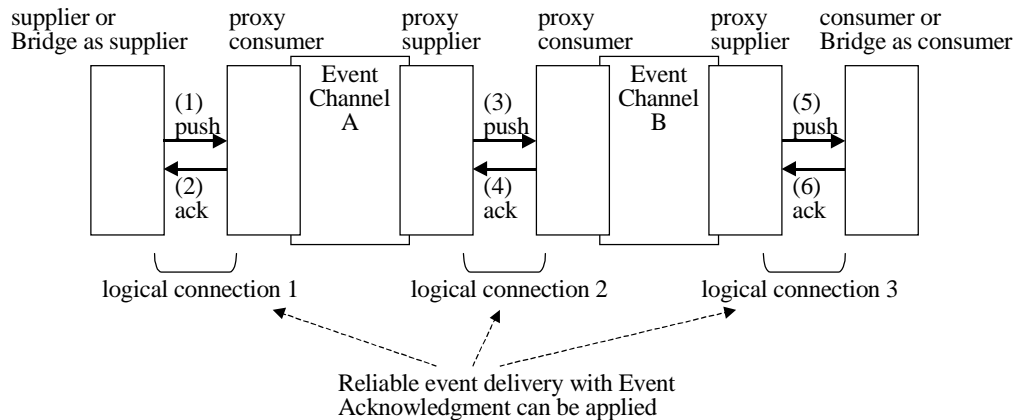 supplier or
Bridge as supplier
proxy
consumer
proxy
supplier
proxy
consumer
proxy
supplier
consumer or
Bridge as consumer
Event
Channel
A
Event
Channel
B
(1)
push
(2)
ack
(3)
push
(4)
ack
(5)
push
(6)
ack
logical connection 1
logical connection 2
logical connection 3
Reliable event delivery with Event
Acknowledgment can be applied